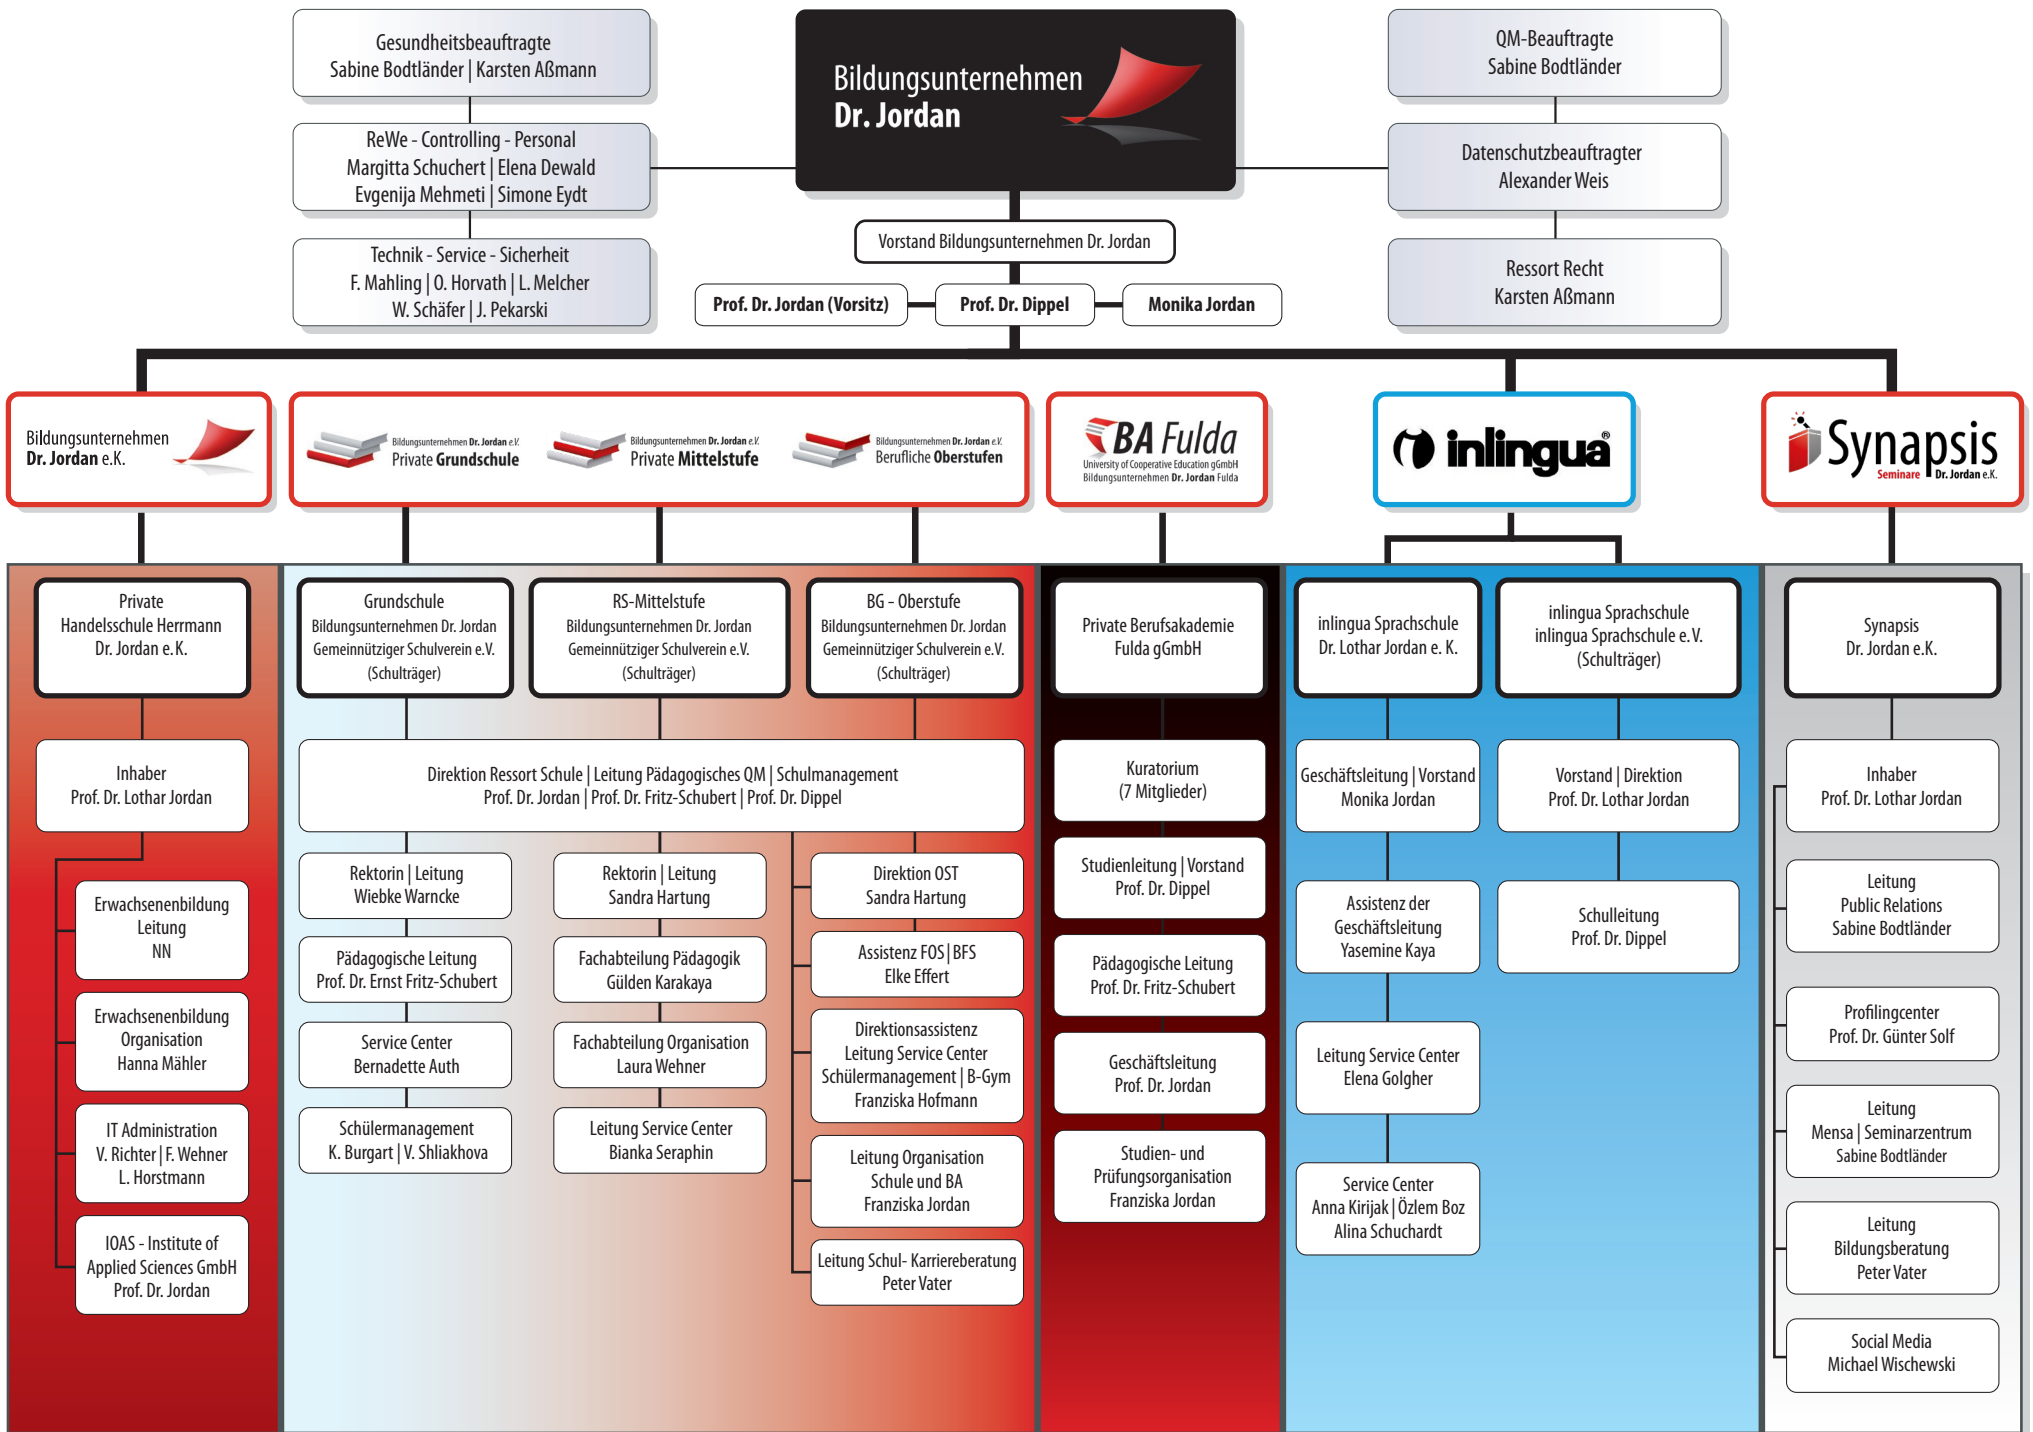 Gesundheitsbeauftragte
Sabine Bodtländer | Karsten Aßmann
ReWe - Controlling - Personal
Margitta Schuchert | Elena Dewald
Evgenija Mehmeti | Simone Eydt
Technik - Service - Sicherheit
F. Mahling | O. Horvath | L. Melcher
W. Schäfer | J. Pekarski
Bildungsunternehmen
Dr. Jordan
QM-Beauftragte
Sabine Bodtländer
Datenschutzbeauftragter
Alexander Weis
Ressort Recht
Karsten Aßmann
Vorstand Bildungsunternehmen Dr. Jordan
Prof. Dr. Jordan (Vorsitz)
Prof. Dr. Dippel
Monika Jordan
Bildungsunternehmen
Dr. Jordan e.K.
Bildungsunternehmen Dr. Jordan e.V.
Private Grundschule
Bildungsunternehmen Dr. Jordan e.V.
Private Mittelstufe
Bildungsunternehmen Dr. Jordan e.V.
Berufliche Oberstufen
BA Fulda
University of Cooperative Education gGmbH
Bildungsunternehmen Dr. Jordan Fulda
inlingua®
Synapsis
Seminare | Dr. Jordan e.K.
Private
Handelsschule Herrmann
Dr. Jordan e.K.
Inhaber
Prof. Dr. Lothar Jordan
Erwachsenenbildung
Leitung
NN
Erwachsenenbildung
Organisation
Hanna Mähler
IT Administration
V. Richter | F. Wehner
L. Horstmann
IOAS - Institute of
Applied Sciences GmbH
Prof. Dr. Jordan
Grundschule
Bildungsunternehmen Dr. Jordan
Gemeinnütziger Schulverein e.V.
(Schulträger)
RS-Mittelstufe
Bildungsunternehmen Dr. Jordan
Gemeinnütziger Schulverein e.V.
(Schulträger)
BG - Oberstufe
Bildungsunternehmen Dr. Jordan
Gemeinnütziger Schulverein e.V.
(Schulträger)
Direktion Ressort Schule | Leitung Pädagogisches QM | Schulmanagement
Prof. Dr. Jordan | Prof. Dr. Fritz-Schubert | Prof. Dr. Dippel
Rektorin | Leitung
Wiebke Warncke
Pädagogische Leitung
Prof. Dr. Ernst Fritz-Schubert
Service Center
Bernadette Auth
Schülermanagement
K. Burgart | V. Shliakhova
Rektorin | Leitung
Sandra Hartung
Fachabteilung Pädagogik
Gülden Karakaya
Fachabteilung Organisation
Laura Wehner
Leitung Service Center
Bianka Seraphin
Direktion OST
Sandra Hartung
Assistenz FOS | BFS
Elke Effert
Direktionsassistenz
Leitung Service Center
Schülermanagement | B-Gym
Franziska Hofmann
Leitung Organisation
Schule und BA
Franziska Jordan
Leitung Schul- Karriereberatung
Peter Vater
Private Berufsakademie
Fulda gGmbH
Kuratorium
(7 Mitglieder)
Studienleitung | Vorstand
Prof. Dr. Dippel
Pädagogische Leitung
Prof. Dr. Fritz-Schubert
Geschäftsleitung
Prof. Dr. Jordan
Studien- und
Prüfungsorganisation
Franziska Jordan
inlingua Sprachschule
Dr. Lothar Jordan e. K.
Geschäftsleitung | Vorstand
Monika Jordan
Assistenz der
Geschäftsleitung
Yasemine Kaya
Leitung Service Center
Elena Golgher
Service Center
Anna Kirijak | Özlem Boz
Alina Schuchardt
inlingua Sprachschule
inlingua Sprachschule e. V.
(Schulträger)
Vorstand | Direktion
Prof. Dr. Lothar Jordan
Schulleitung
Prof. Dr. Dippel
Synapsis
Dr. Jordan e.K.
Inhaber
Prof. Dr. Lothar Jordan
Leitung
Public Relations
Sabine Bodtländer
Profilingcenter
Prof. Dr. Günter Solf
Leitung
Mensa | Seminarzentrum
Sabine Bodtländer
Leitung
Bildungsberatung
Peter Vater
Social Media
Michael Wischewski